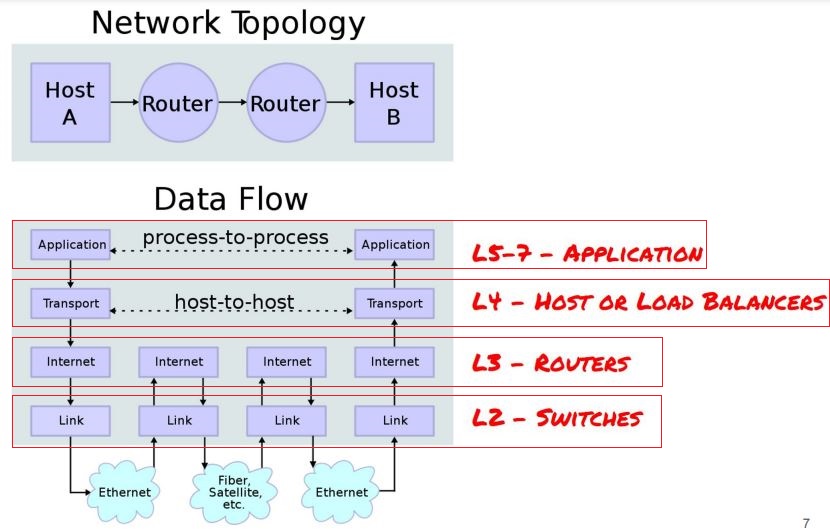 Network Topology
Host
A
Router
Router
Host
B
Data Flow
Application
process-to-process
Application
L5-7 - APPLICATION
Transport
host-to-host
Transport
L4 - HOST OR LOAD BALANCERS
Internet
Internet
Internet
Internet
L3 - ROUTERS
Link
Link
Link
Link
L2 - SWITCHES
Ethernet
Fiber,
Satellite,
etc.
Ethernet
7